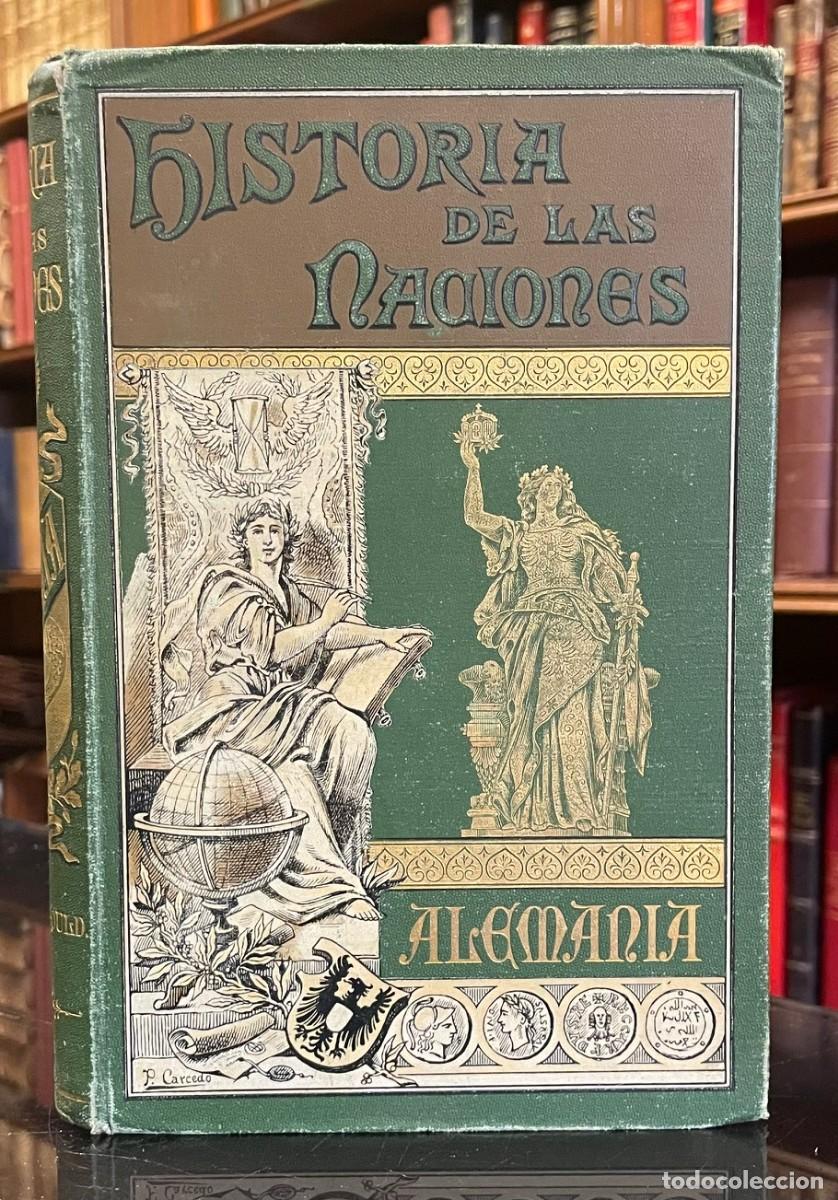 HISTORIA
DE LAS
NACIONES
ALEMANIA
P. Carcedo
todocoleccion